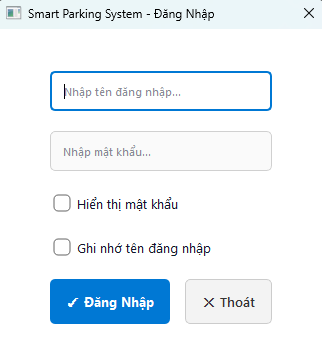 Smart Parking System - Đăng Nhập
Nhập tên đăng nhập...
Nhập mật khẩu...
Hiển thị mật khẩu
Ghi nhớ tên đăng nhập
✓ Đăng Nhập
✕ Thoát